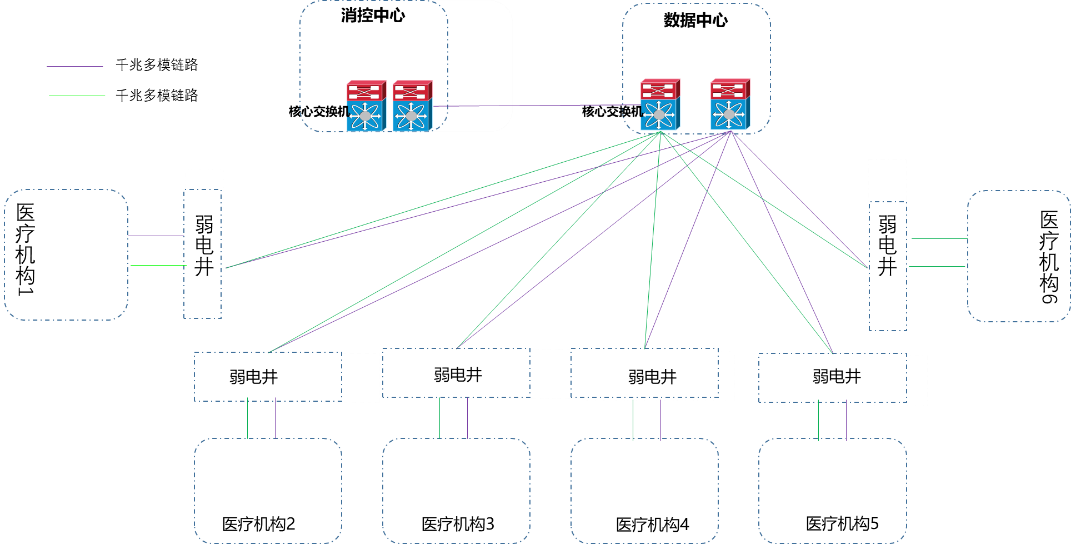 消控中心
数据中心
千兆多模链路
千兆多模链路
核心交换机
核心交换机
医疗机构1
弱电井
弱电井
医疗机构6
弱电井
弱电井
弱电井
弱电井
医疗机构2
医疗机构3
医疗机构4
医疗机构5